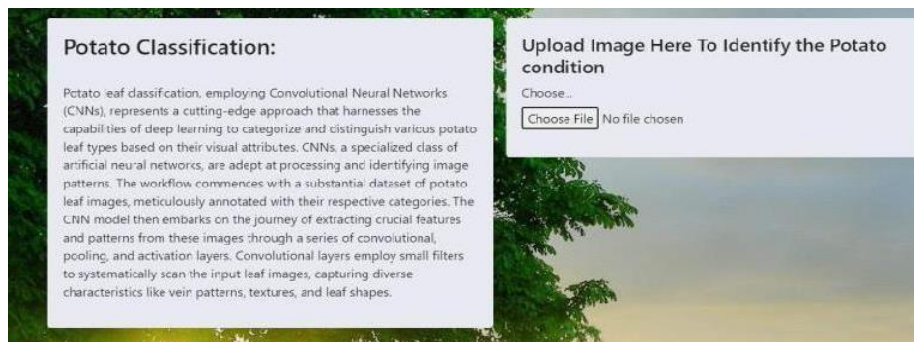 Potato Classification:
Potato leaf classification, employing Convolutional Neural Networks
(CNNs), represents a cutting-edge approach that harnesses the
capabilities of deep learning to categorize and distinguish various potato
leaf types based on their visual attributes. CNNs, a specialized class of
artificial neural networks, are adept at processing and identifying image
patterns. The workflow commences with a substantial dataset of potato
leaf images, meticulously annotated with their respective categories. The
CNN model then embarks on the journey of extracting crucial features
and patterns from these images through a series of convolutional,
pooling, and activation layers. Convolutional layers employ small filters
to systematically scan the input leaf images, capturing diverse
characteristics like vein patterns, textures, and leaf shapes.
Upload Image Here To Identify the Potato
condition
Choose...
Choose File No file chosen